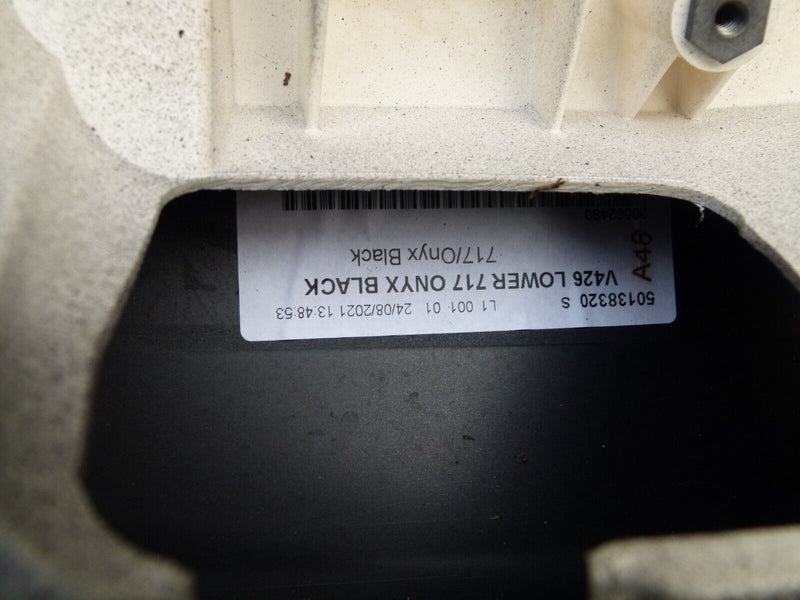 50138320 S L1 001 01 24/08/2021 13:48:53
V426 LOWER 717 ONYX BLACK
A48
717/Onyx Black
20562480